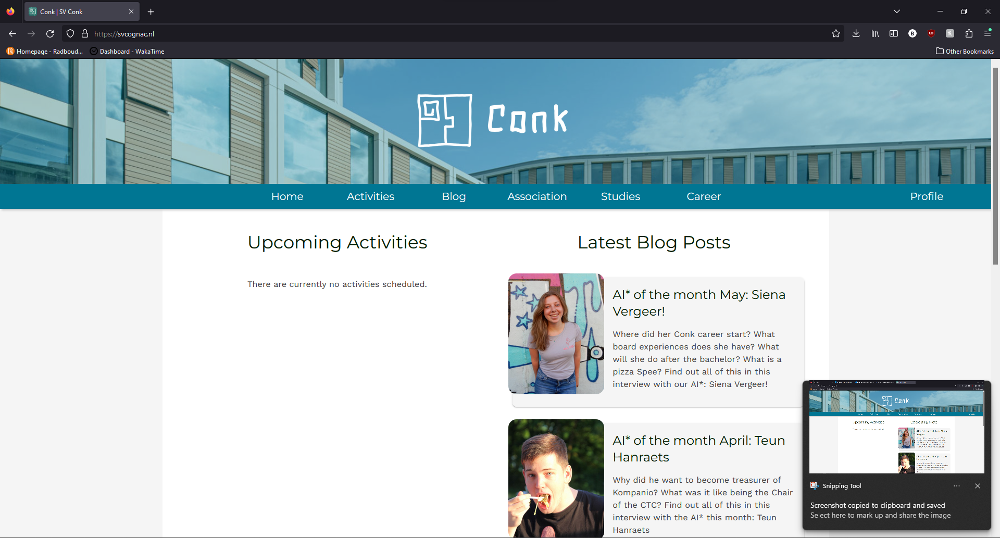 Conk | SV Conk
https://svcognac.nl
Homepage - Radboud...
Dashboard - WakaTime
Other Bookmarks
Conk
Home
Activities
Blog
Association
Studies
Career
Profile
Upcoming Activities
There are currently no activities scheduled.
Latest Blog Posts
AI* of the month May: Siena
Vergeer!
Where did her Conk career start? What
board experiences does she have? What
will she do after the bachelor? What is a
pizza Spee? Find out all of this in this
interview with our AI*: Siena Vergeer!
AI* of the month April: Teun
Hanraets
Why did he want to become treasurer of
Kompanio? What was it like being the Chair
of the CTC? Find out all of this in this
interview with the AI* this month: Teun
Hanraets
Conk
Upcoming Activities
Latest Blog Posts
Snipping Tool
Screenshot copied to clipboard and saved
Select here to mark up and share the image